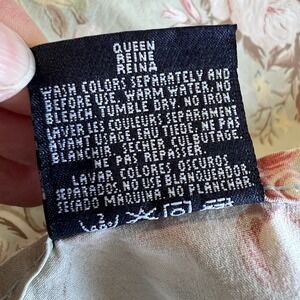 QUEEN
REINE
REINA
WASH COLORS SEPARATELY AND
BEFORE USE. WARM WATER, NO
BLEACH. TUMBLE DRY. NO IRON.
LAVER LES COULEURS SEPARAMENT
AVANT USAGE. EAU TIEDE, NE PAS
BLANCHIR. SECHER CUBE
NE PAS REPASSER.
LAVAR COLORES OSCUROS
SEPARADOS. NO USE BLANQUEADOR.
SECADO MAQUINA NO PLANCHAR.